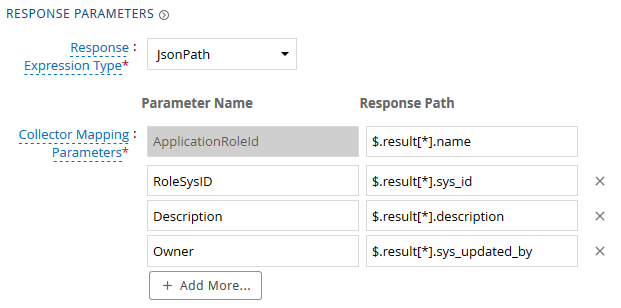 RESPONSE PARAMETERS
Response :
Expression Type*
JsonPath
Parameter Name
Response Path
Collector Mapping :
Parameters*
ApplicationRoleId
$.result[*].name
RoleSysID
$.result[*].sys_id
Description
$.result[*].description
Owner
$.result[*].sys_updated_by
+ Add More...